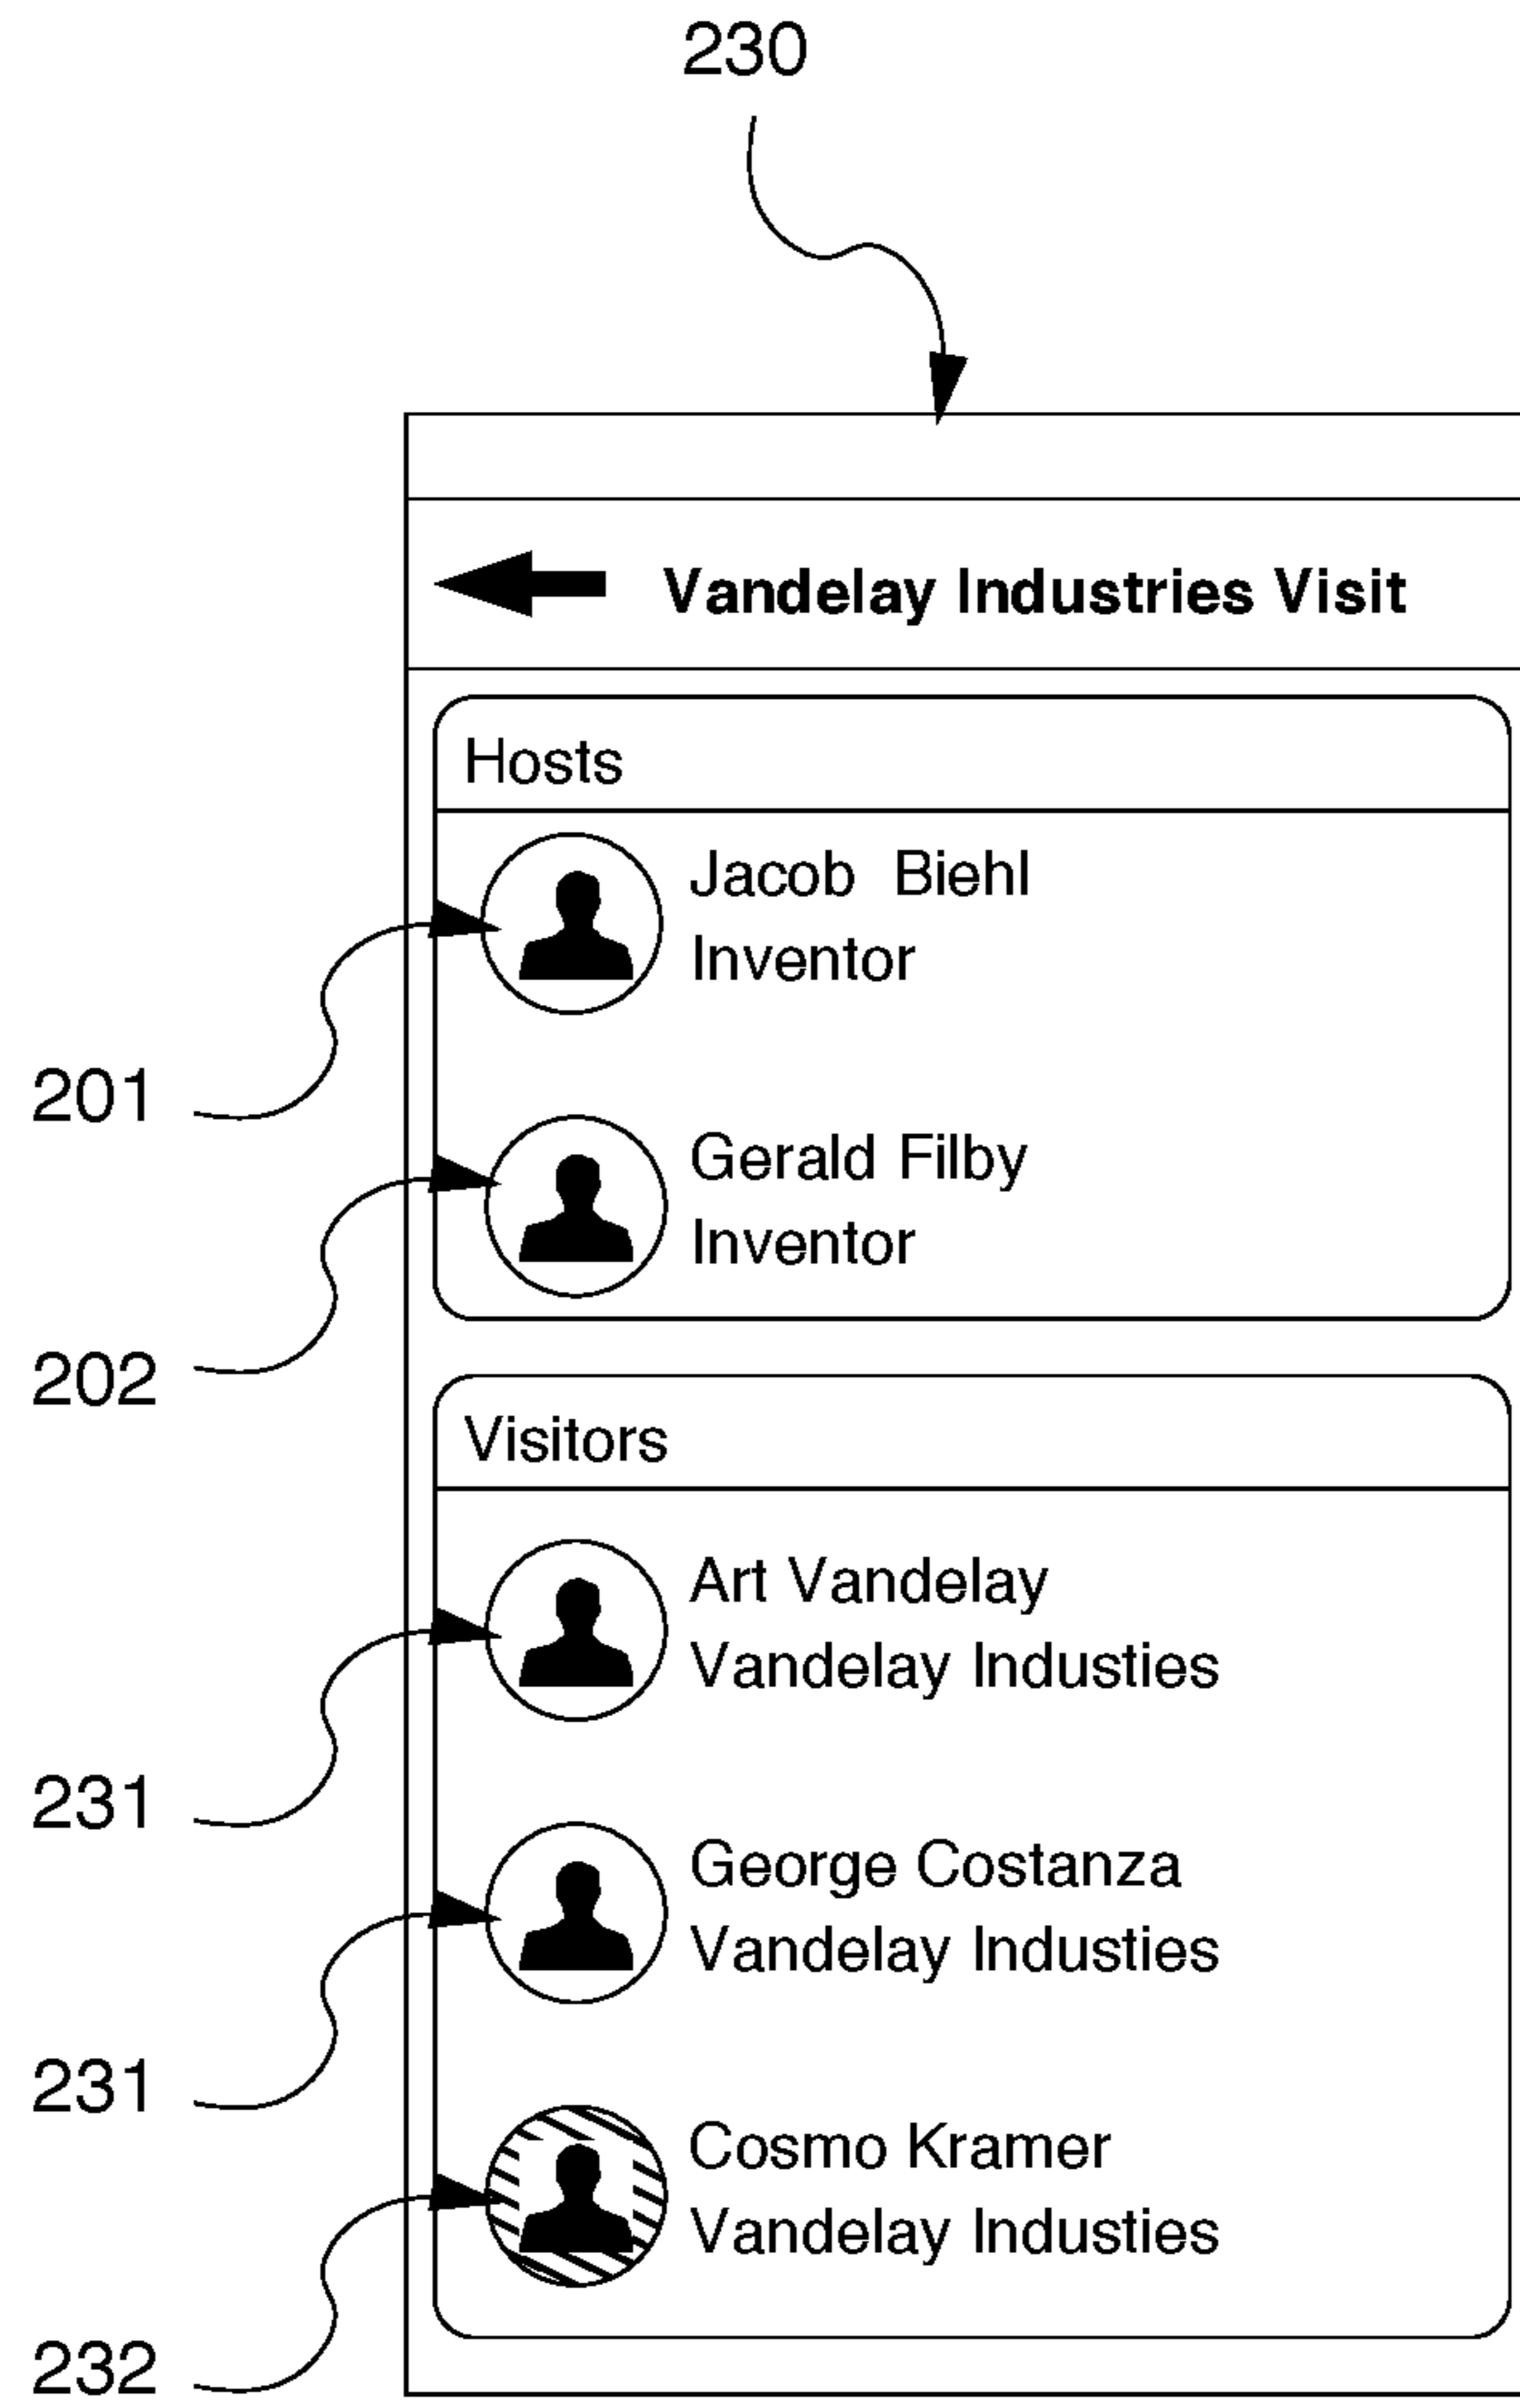 230
Vandelay Industries Visit
Hosts
Jacob Biehl
Inventor
201
Gerald Filby
Inventor
202
Visitors
Art Vandelay
Vandelay Industies
231
George Costanza
Vandelay Industies
231
Cosmo Kramer
Vandelay Industies
232